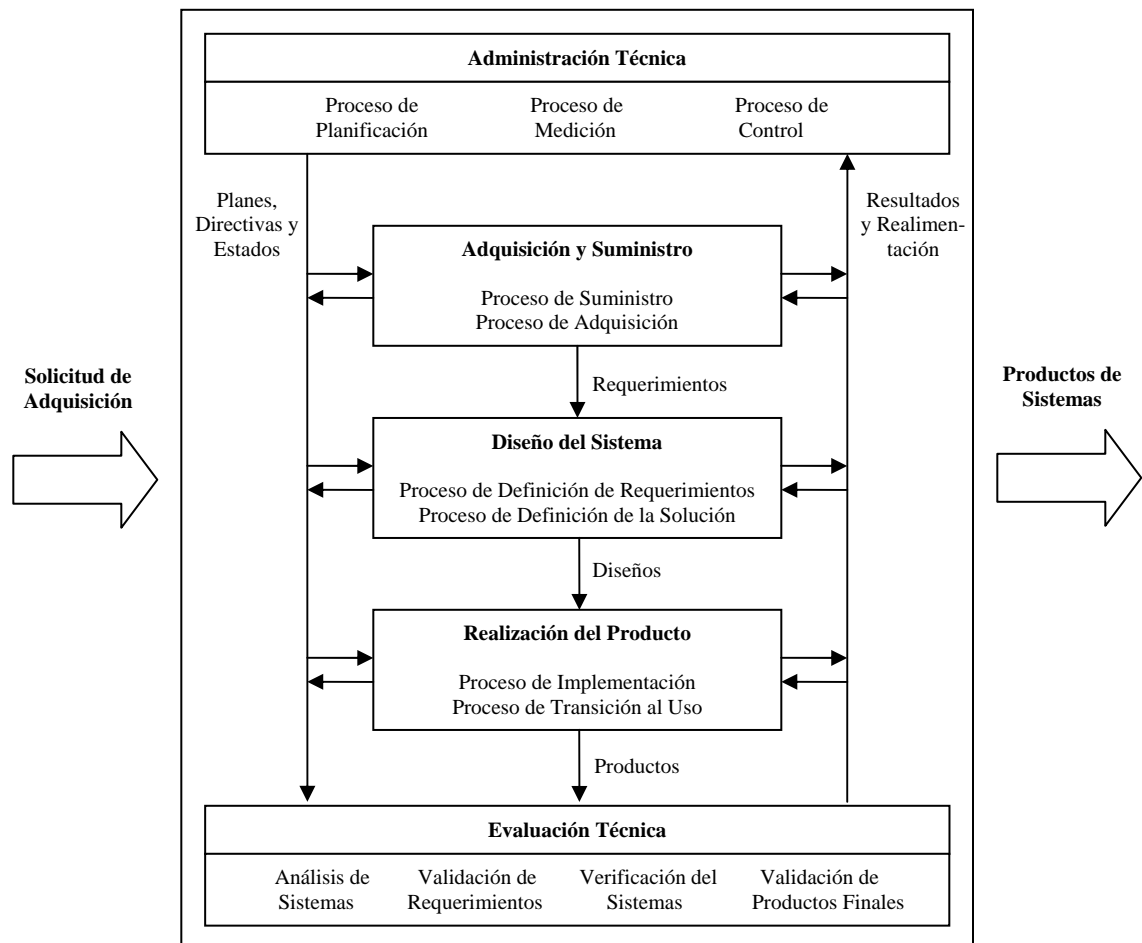 Administración Técnica
Proceso de
Planificación
Proceso de
Medición
Proceso de
Control
Planes,
Directivas y
Estados
Resultados
y Realimen-
tación
Adquisición y Suministro
Proceso de Suministro
Proceso de Adquisición
Solicitud de
Adquisición
Requerimientos
Productos de
Sistemas
Diseño del Sistema
Proceso de Definición de Requerimientos
Proceso de Definición de la Solución
Diseños
Realización del Producto
Proceso de Implementación
Proceso de Transición al Uso
Productos
Evaluación Técnica
Análisis de
Sistemas
Validación de
Requerimientos
Verificación del
Sistemas
Validación de
Productos Finales